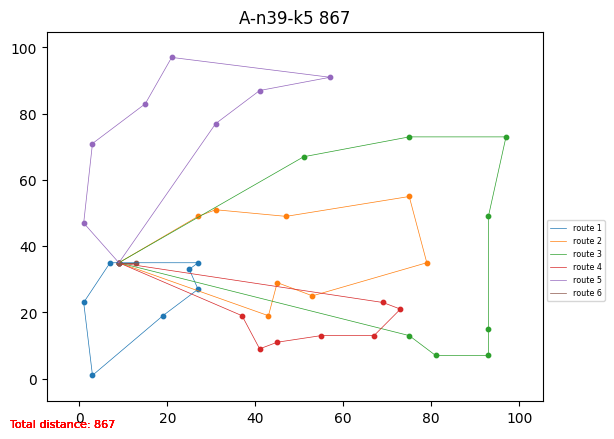 A-n39-k5 867
100
80
60
40
20
0
0 20 40 60 80 100
route 1
route 2
route 3
route 4
route 5
route 6
Total distance: 867